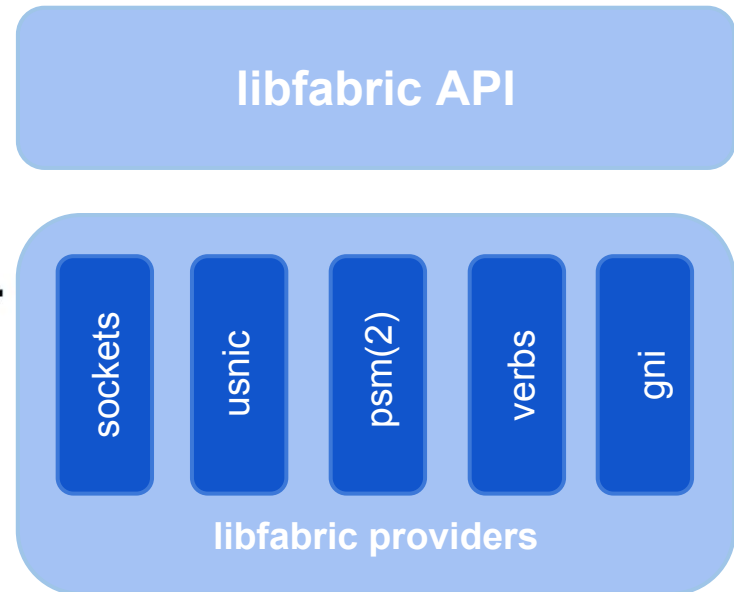 libfabric API
sockets
usnic
psm(2)
verbs
gni
libfabric providers